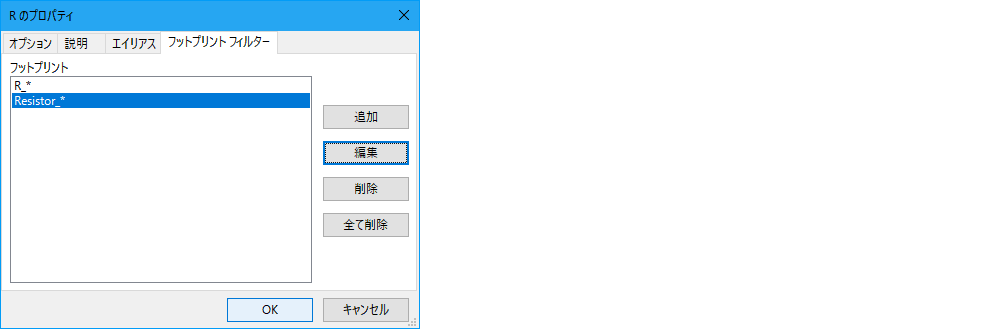 R のプロパティ
オプション 説明 エイリアス フットプリント フィルター
フットプリント
R_*
Resistor_*
追加
編集
削除
全て削除
OK キャンセル